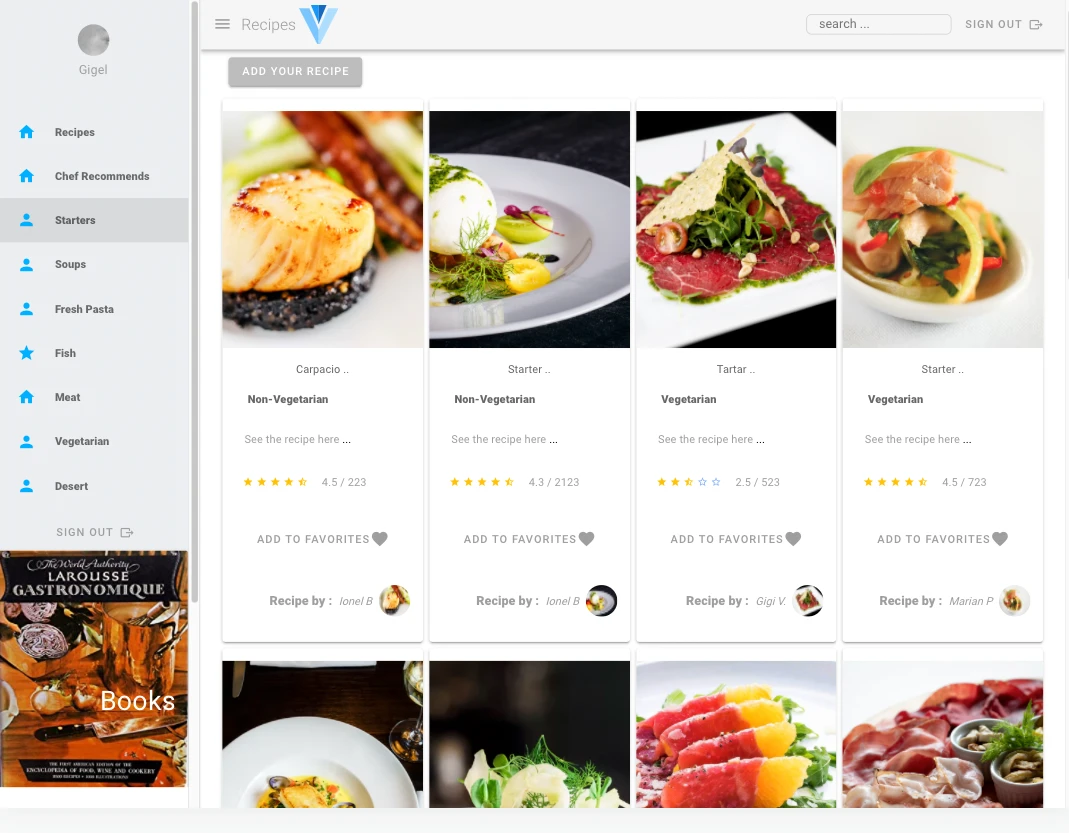 Gigel
Recipes
Chef Recommends
Starters
Soups
Fresh Pasta
Fish
Meat
Vegetarian
Desert
SIGN OUT
The World Authority
LAROUSSE
GASTRONOMIQUE
Books
THE FIRST AMERICAN EDITION OF THE
ENCYCLOPEDIA OF FOOD, WINE AND COOKERY
8500 RECIPES • 1000 ILLUSTRATIONS
Recipes
search ...
SIGN OUT
ADD YOUR RECIPE
Carpacio ..
Non-Vegetarian
See the recipe here ...
4.5 / 223
ADD TO FAVORITES
Recipe by : Ionel B
Starter ..
Non-Vegetarian
See the recipe here ...
4.3 / 2123
ADD TO FAVORITES
Recipe by : Ionel B
Tartar ..
Vegetarian
See the recipe here ...
2.5 / 523
ADD TO FAVORITES
Recipe by : Gigi V.
Starter ..
Vegetarian
See the recipe here ...
4.5 / 723
ADD TO FAVORITES
Recipe by : Marian P